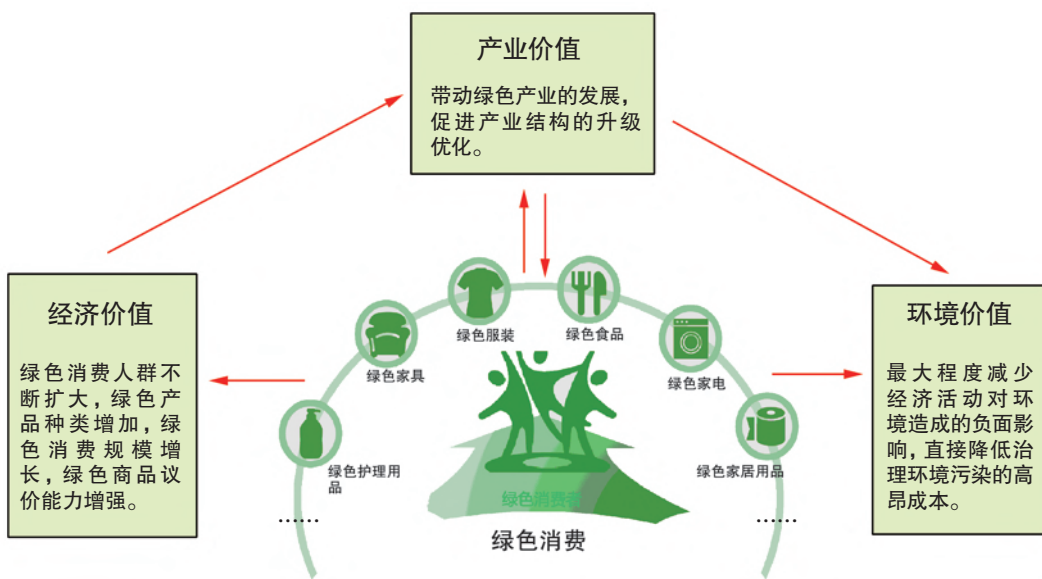 产业价值
带动绿色产业的发展，
促进产业结构的升级
优化。
经济价值
绿色消费人群不
断扩大，绿色产
品种类增加，绿
色消费规模增
长，绿色商品议
价能力增强。
绿色服装
绿色食品
绿色家具
绿色家电
绿色护理用
品
绿色家居用品
……
……
绿色消费者
绿色消费
环境价值
最大程度减少
经济活动对环
境造成的负面影
响，直接降低治
理环境污染的高
昂成本。